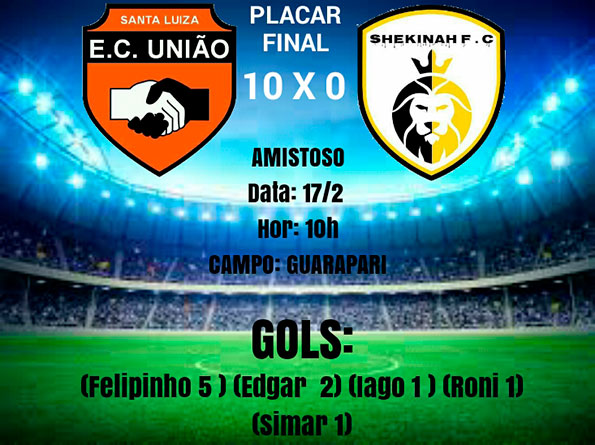 SANTA LUIZA
E.C. UNIÃO
PLACAR
FINAL
10 X 0
SHEKINAH F.C
AMISTOSO
Data: 17/2
Hor: 10h
CAMPO: GUARAPARI
GOLS:
(Felipinho 5 ) (Edgar 2) (Iago 1 ) (Roni 1)
(simar 1)